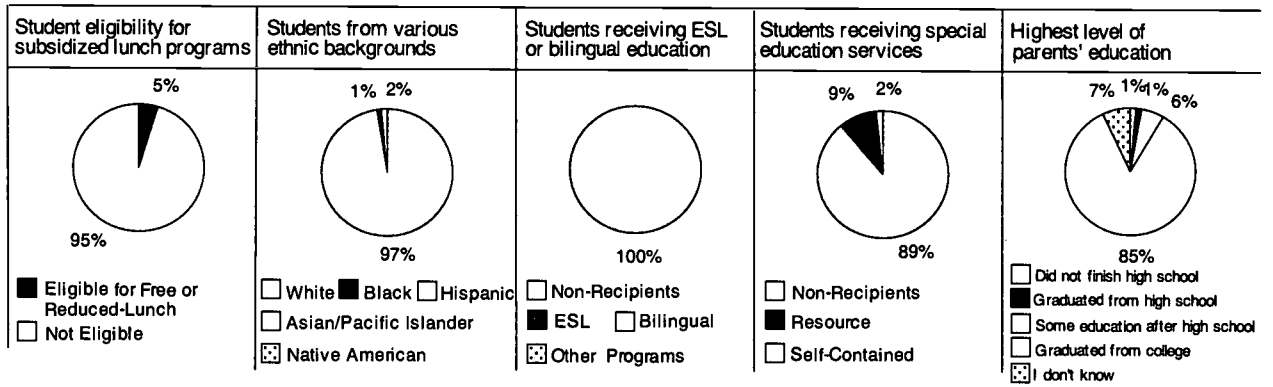 Student eligibility for
subsidized lunch programs
5%
95%
Eligible for Free or
Reduced-Lunch
Not Eligible
Students from various
ethnic backgrounds
1% 2%
97%
White Black Hispanic
Asian/Pacific Islander
Native American
Students receiving ESL
or bilingual education
100%
Non-Recipients
ESL Bilingual
Other Programs
Students receiving special
education services
9% 2%
89%
Non-Recipients
Resource
Self-Contained
Highest level of
parents' education
7% 1% 1% 6%
85%
Did not finish high school
Graduated from high school
Some education after high school
Graduated from college
I don't know